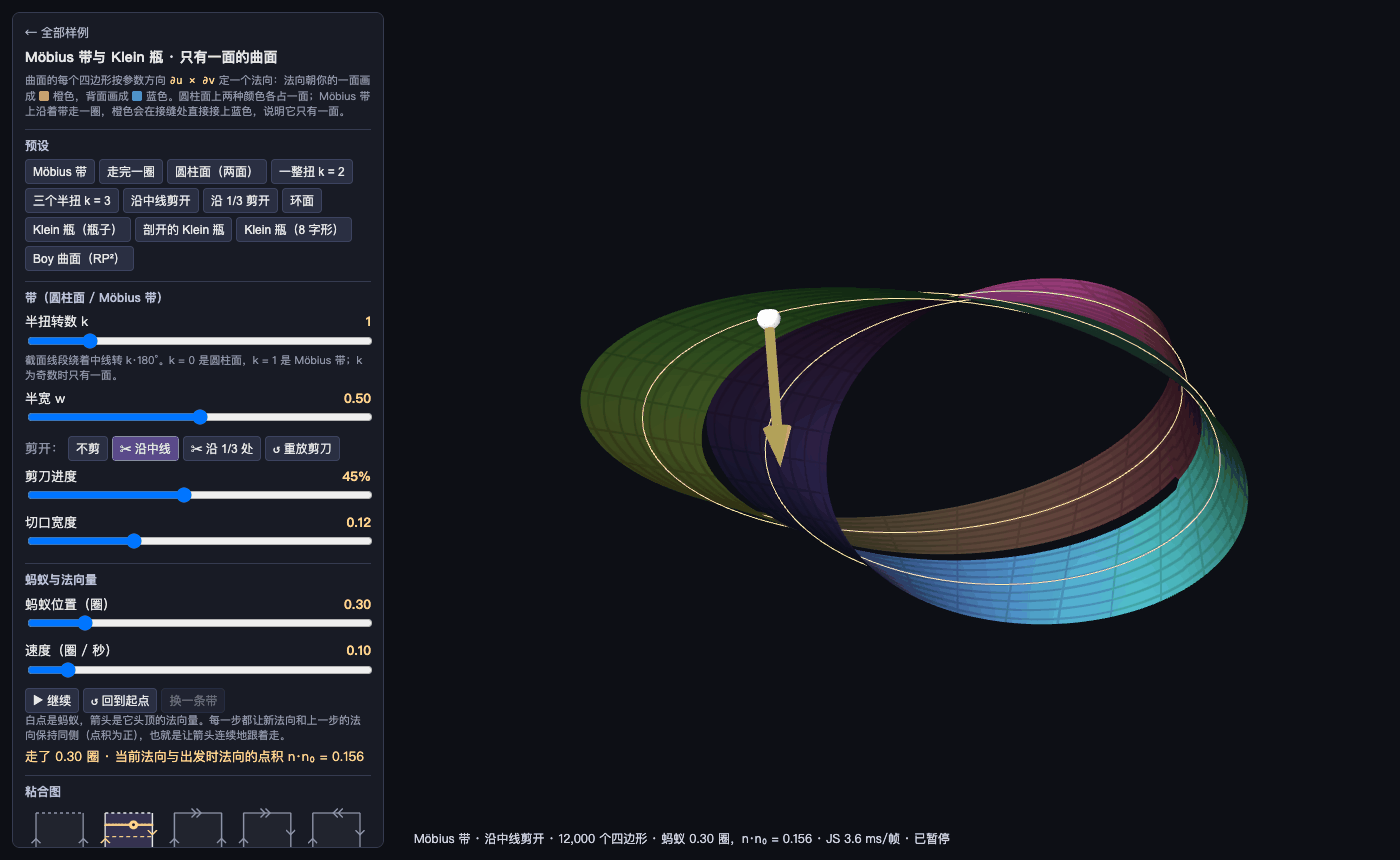 ← 全部样例
Möbius 带与 Klein 瓶 · 只有一面的曲面
曲面的每个四边形按参数方向 ∂u × ∂v 定一个法向：法向朝你的一面画
成 橙色，背面画成 蓝色。圆柱面上两种颜色各占一面；Möbius 带
上沿着带走一圈，橙色会在接缝处直接接上蓝色，说明它只有一面。
预设
Möbius 带 走完一圈 圆柱面（两面） 一整扭 k = 2
三个半扭 k = 3 沿中线剪开 沿 1/3 剪开 环面
Klein 瓶（瓶子） 剖开的 Klein 瓶 Klein 瓶（8 字形）
Boy 曲面（RP²）
带（圆柱面 / Möbius 带）
半扭转数 k 1
截面线段绕着中线转 k·180°。k = 0 是圆柱面，k = 1 是 Möbius 带；k
为奇数时只有一面。
半宽 w 0.50
剪开： 不剪 ✂ 沿中线 ✂ 沿 1/3 处 ↺ 重放剪刀
剪刀进度 45%
切口宽度 0.12
蚂蚁与法向量
蚂蚁位置（圈） 0.30
速度（圈 / 秒） 0.10
▶ 继续 ↺ 回到起点 换一条带
白点是蚂蚁，箭头是它头顶的法向量。每一步都让新法向和上一步的法
向保持同侧（点积为正），也就是让箭头连续地跟着走。
走了 0.30 圈 · 当前法向与出发时法向的点积 n·n₀ = 0.156
粘合图
Möbius 带 · 沿中线剪开 · 12,000 个四边形 · 蚂蚁 0.30 圈，n·n₀ = 0.156 · JS 3.6 ms/帧 · 已暂停